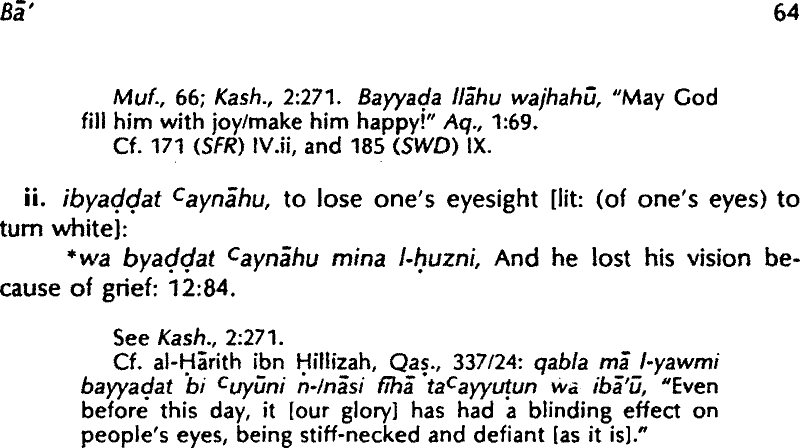 Bā’ 64
Muf., 66; Kash., 2:271. Bayyaḍa llāhu wajhahū, “May God
fill him with joy/make him happy!” Aq., 1:69.
Cf. 171 (SFR) IV.ii, and 185 (SWD) IX.
ii. ibyaḍḍat ᶜaynāhu, to lose one’s eyesight [lit: (of one’s eyes) to
turn white]:
*wa byaḍḍat ᶜaynāhu mina l-ḥuzni, And he lost his vision be-
cause of grief: 12:84.
See Kash., 2:271.
Cf. al-Ḥārith ibn Ḥillizah, Qaṣ., 337/24: qabla mā l-yawmi
bayyaḍat bi ᶜuyūni n-/nāsi fīhā taᶜayyuṭun wa ibā’ū, “Even
before this day, it [our glory] has had a blinding effect on
people’s eyes, being stiff-necked and defiant [as it is].”